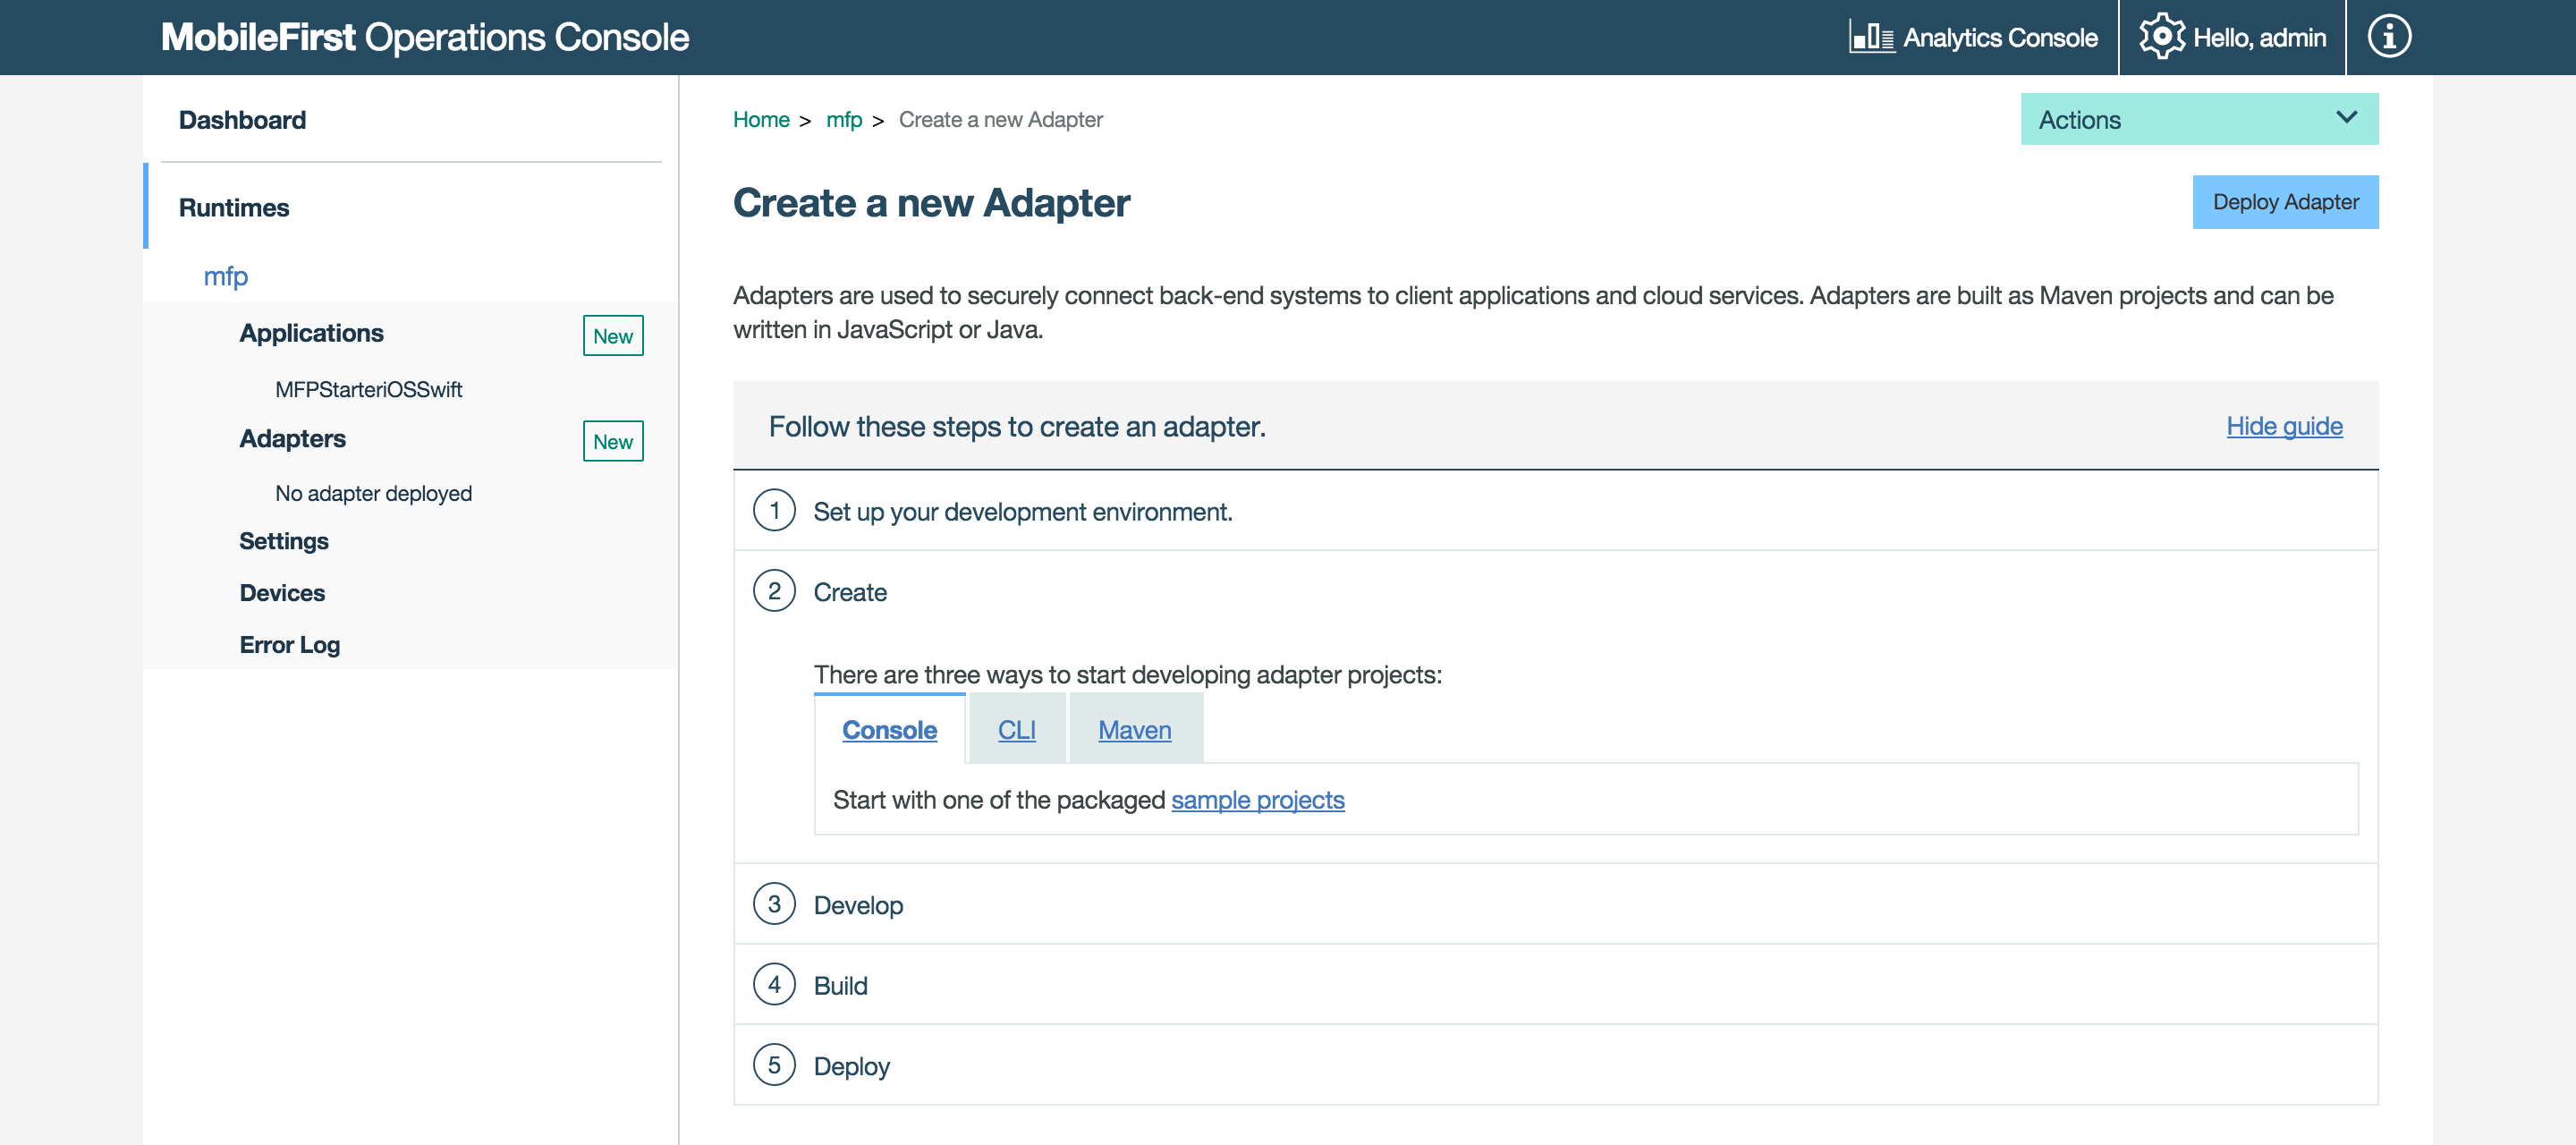 MobileFirst Operations Console
Analytics Console
Hello, admin
Dashboard
Runtimes
mfp
Applications
New
MFPStarteriOSSwift
Adapters
New
No adapter deployed
Settings
Devices
Error Log
Home > mfp > Create a new Adapter
Actions
Create a new Adapter
Deploy Adapter
Adapters are used to securely connect back-end systems to client applications and cloud services. Adapters are built as Maven projects and can be
written in JavaScript or Java.
Follow these steps to create an adapter.
Hide guide
1 Set up your development environment.
2 Create
There are three ways to start developing adapter projects:
Console CLI Maven
Start with one of the packaged sample projects
3 Develop
4 Build
5 Deploy